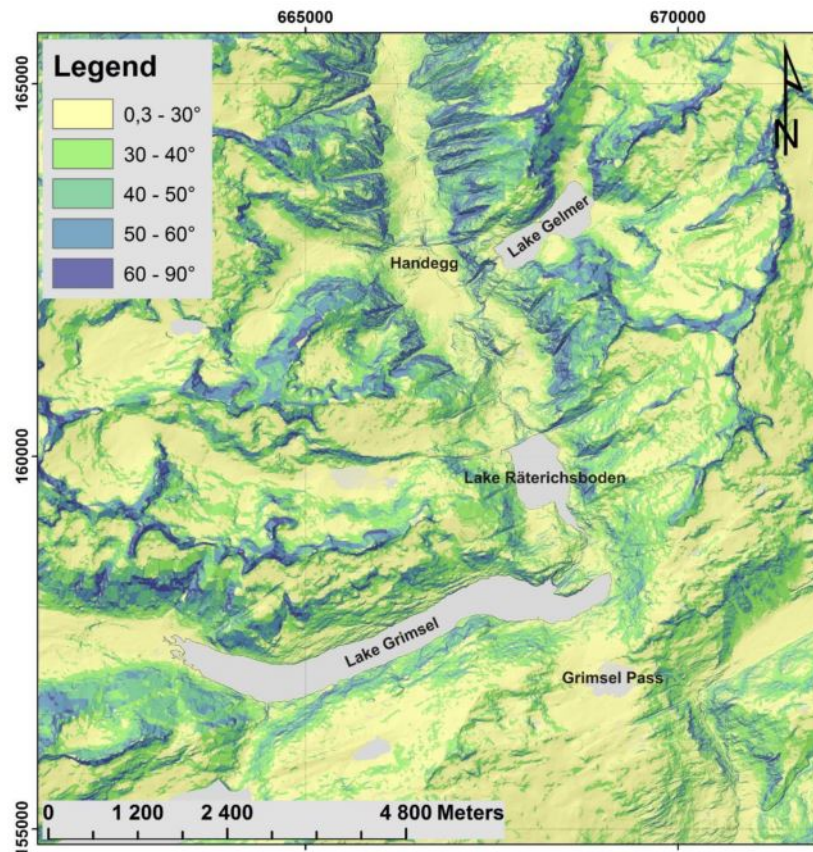 665000
670000
165000
Legend
0,3 - 30°
30 - 40°
40 - 50°
50 - 60°
60 - 90°
N
Lake Gelmer
Handegg
160000
Lake Räterichsboden
Lake Grimsel
Grimsel Pass
155000
0 1 200 2 400 4 800 Meters